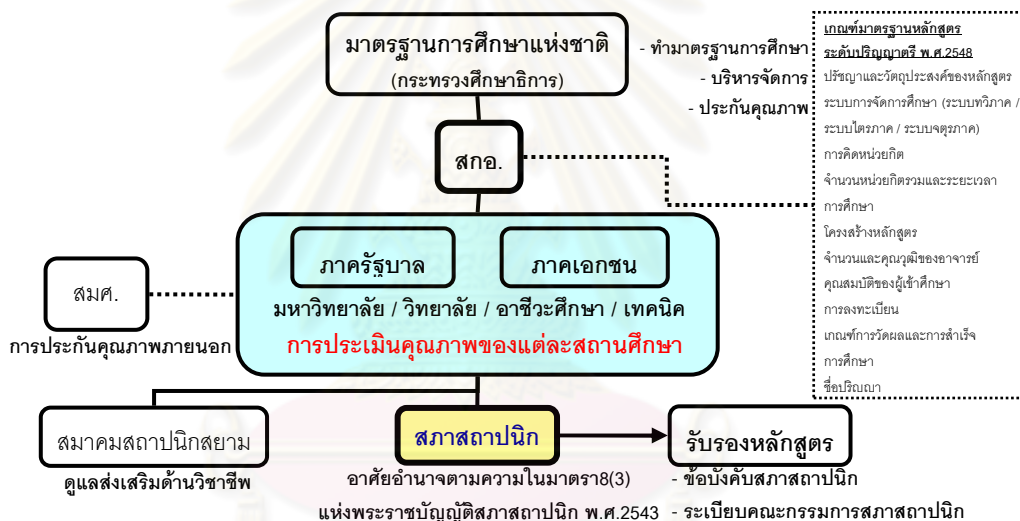 มาตรฐานการศึกษาแห่งชาติ
(กระทรวงศึกษาธิการ)
- ทำมาตรฐานการศึกษา
- บริหารจัดการ
- ประกันคุณภาพ
เกณฑ์มาตรฐานหลักสูตร
ระดับปริญญาตรี พ.ศ.2548
ปรัชญาและวัตถุประสงค์ของหลักสูตร
ระบบการจัดการศึกษา (ระบบทวิภาค /
ระบบไตรภาค / ระบบจตุรภาค)
การคิดหน่วยกิต
จำนวนหน่วยกิตรวมและระยะเวลา
การศึกษา
โครงสร้างหลักสูตร
จำนวนและคุณวุฒิของอาจารย์
คุณสมบัติของผู้เข้าศึกษา
การลงทะเบียน
เกณฑ์การวัดผลและการสำเร็จ
การศึกษา
ชื่อปริญญา
สกอ.
ภาครัฐบาล
ภาคเอกชน
มหาวิทยาลัย / วิทยาลัย / อาชีวะศึกษา / เทคนิค
การประเมินคุณภาพของแต่ละสถานศึกษา
สมศ.
การประกันคุณภาพภายนอก
สมาคมสถาปนิกสยาม
ดูแลส่งเสริมด้านวิชาชีพ
สภาสถาปนิก
อาศัยอำนาจตามความในมาตรา8(3)
แห่งพระราชบัญญัติสภาสถาปนิก พ.ศ.2543
รับรองหลักสูตร
- ข้อบังคับสภาสถาปนิก
- ระเบียบคณะกรรมการสภาสถาปนิก